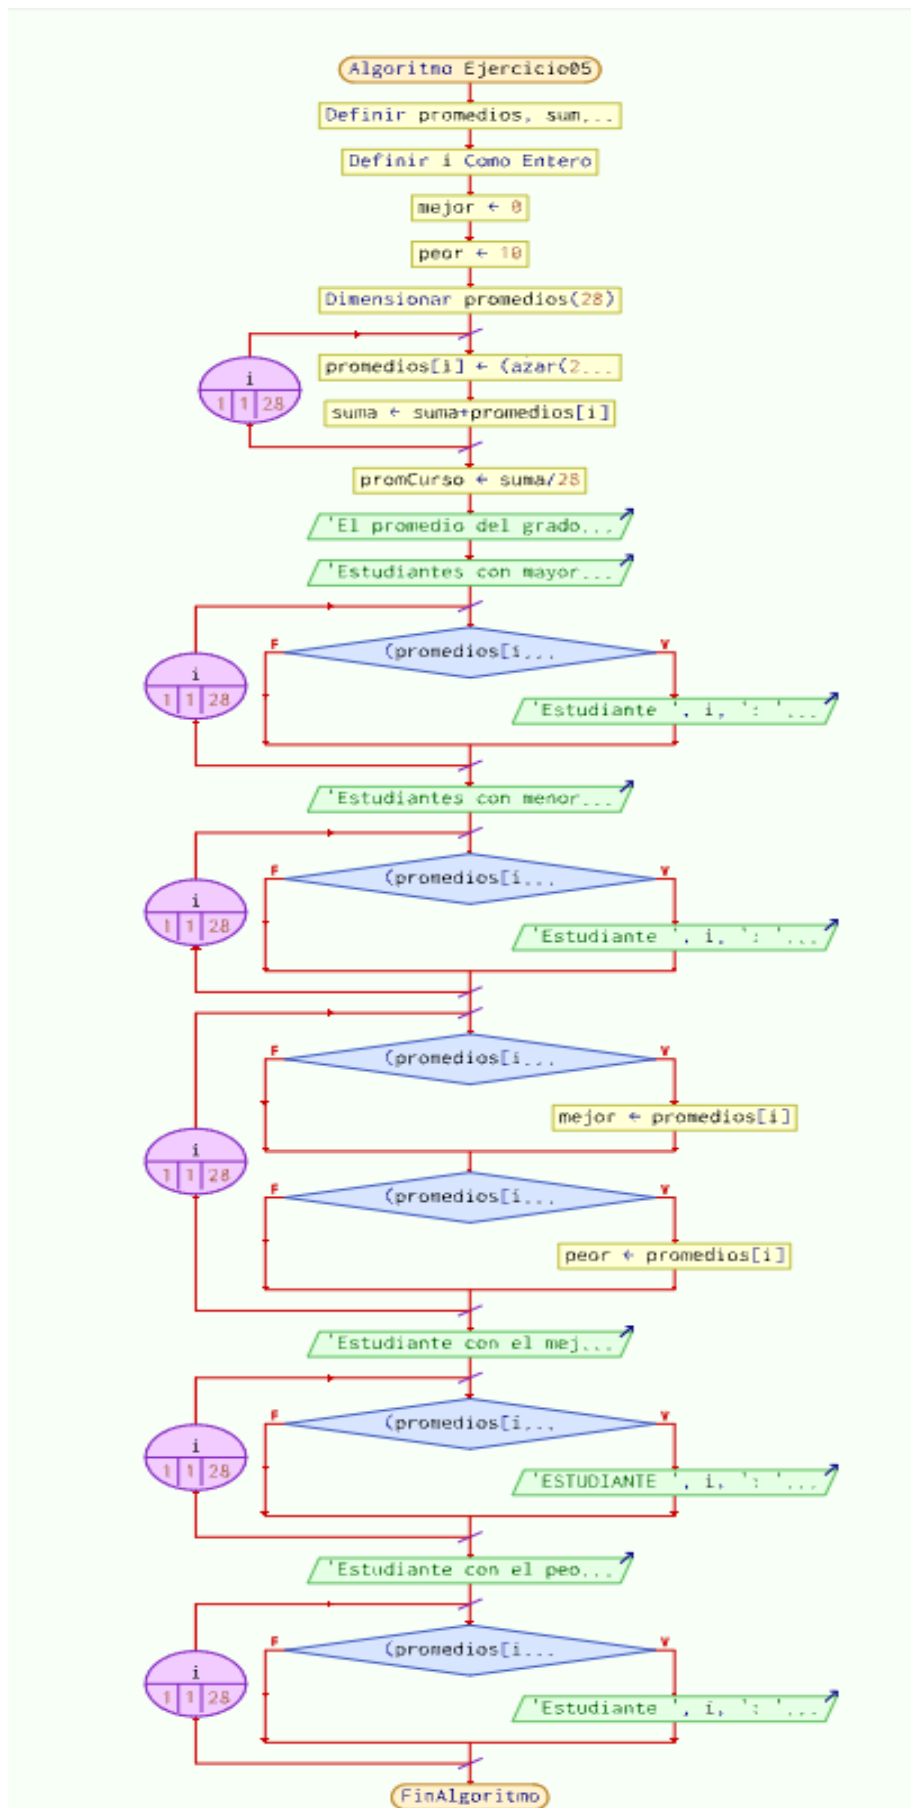 Algoritmo Ejercicio05
Definir promedios, sum...
Definir i Como Entero
mejor ← 0
peor ← 10
Dimensionar promedios(28)
i
1 1 28
promedios[i] ← (azar(2...
suma ← suma+promedios[i]
promCurso ← suma/28
'El promedio del grado...
'Estudiantes con mayor...
i
1 1 28
F
(promedios[i...
V
'Estudiante ', i, ': '...
'Estudiantes con menor...
i
1 1 28
F
(promedios[i...
V
'Estudiante ', i, ': '...
i
1 1 28
F
(promedios[i...
V
mejor ← promedios[i]
F
(promedios[i...
V
peor ← promedios[i]
'Estudiante con el mej...
i
1 1 28
F
(promedios[i...
V
'ESTUDIANTE ', i, ': '...
'Estudiante con el peo...
i
1 1 28
F
(promedios[i...
V
'Estudiante ', i, ': '...
FinAlgoritmo